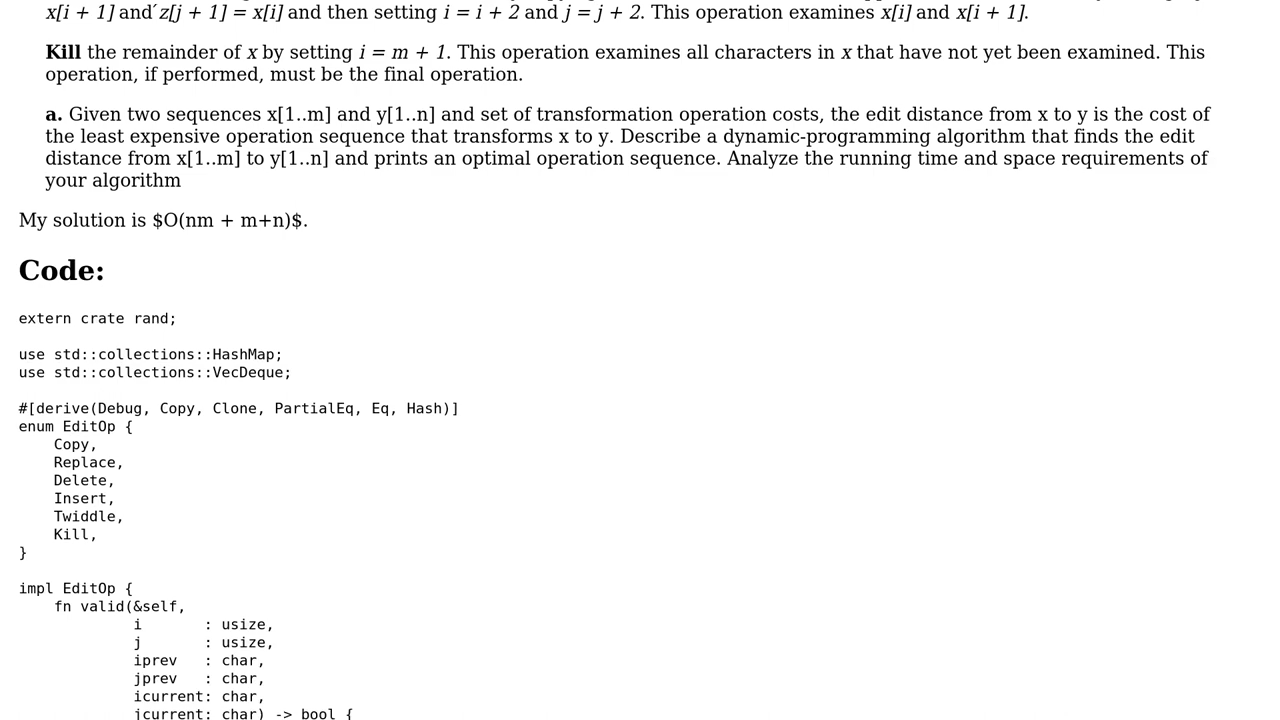 x[i + 1] and z[j + 1] = x[i] and then setting i = i + 2 and j = j + 2. This operation examines x[i] and x[i + 1].
Kill the remainder of x by setting i = m + 1. This operation examines all characters in x that have not yet been examined. This
operation, if performed, must be the final operation.
a. Given two sequences x[1..m] and y[1..n] and set of transformation operation costs, the edit distance from x to y is the cost of
the least expensive operation sequence that transforms x to y. Describe a dynamic-programming algorithm that finds the edit
distance from x[1..m] to y[1..n] and prints an optimal operation sequence. Analyze the running time and space requirements of
your algorithm
My solution is $O(nm + m+n)$.
Code:
extern crate rand;
use std::collections::HashMap;
use std::collections::VecDeque;
#[derive(Debug, Copy, Clone, PartialEq, Eq, Hash)]
enum EditOp {
    Copy,
    Replace,
    Delete,
    Insert,
    Twiddle,
    Kill,
}
impl EditOp {
    fn valid(&self,
             i       : usize,
             j       : usize,
             iprev   : char,
             jprev   : char,
             icurrent: char,
             jcurrent: char) -> bool {